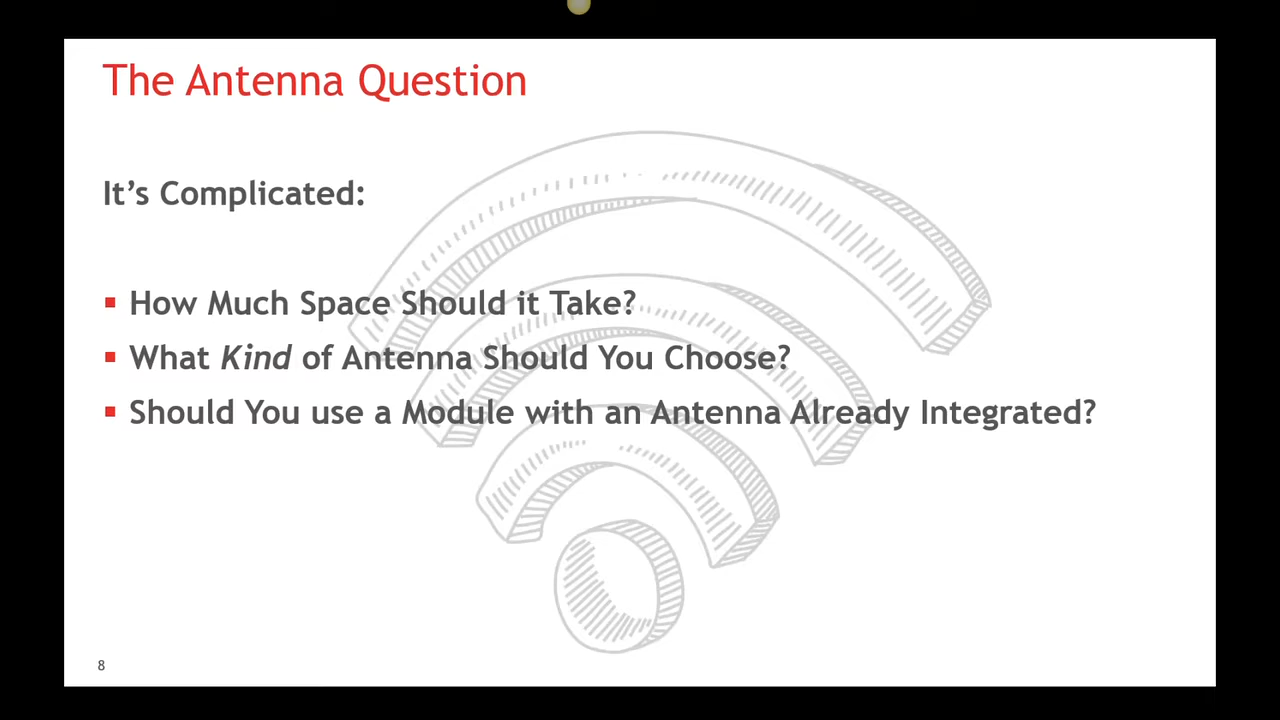 The Antenna Question
It’s Complicated:
▪ How Much Space Should it Take?
▪ What Kind of Antenna Should You Choose?
▪ Should You use a Module with an Antenna Already Integrated?
8